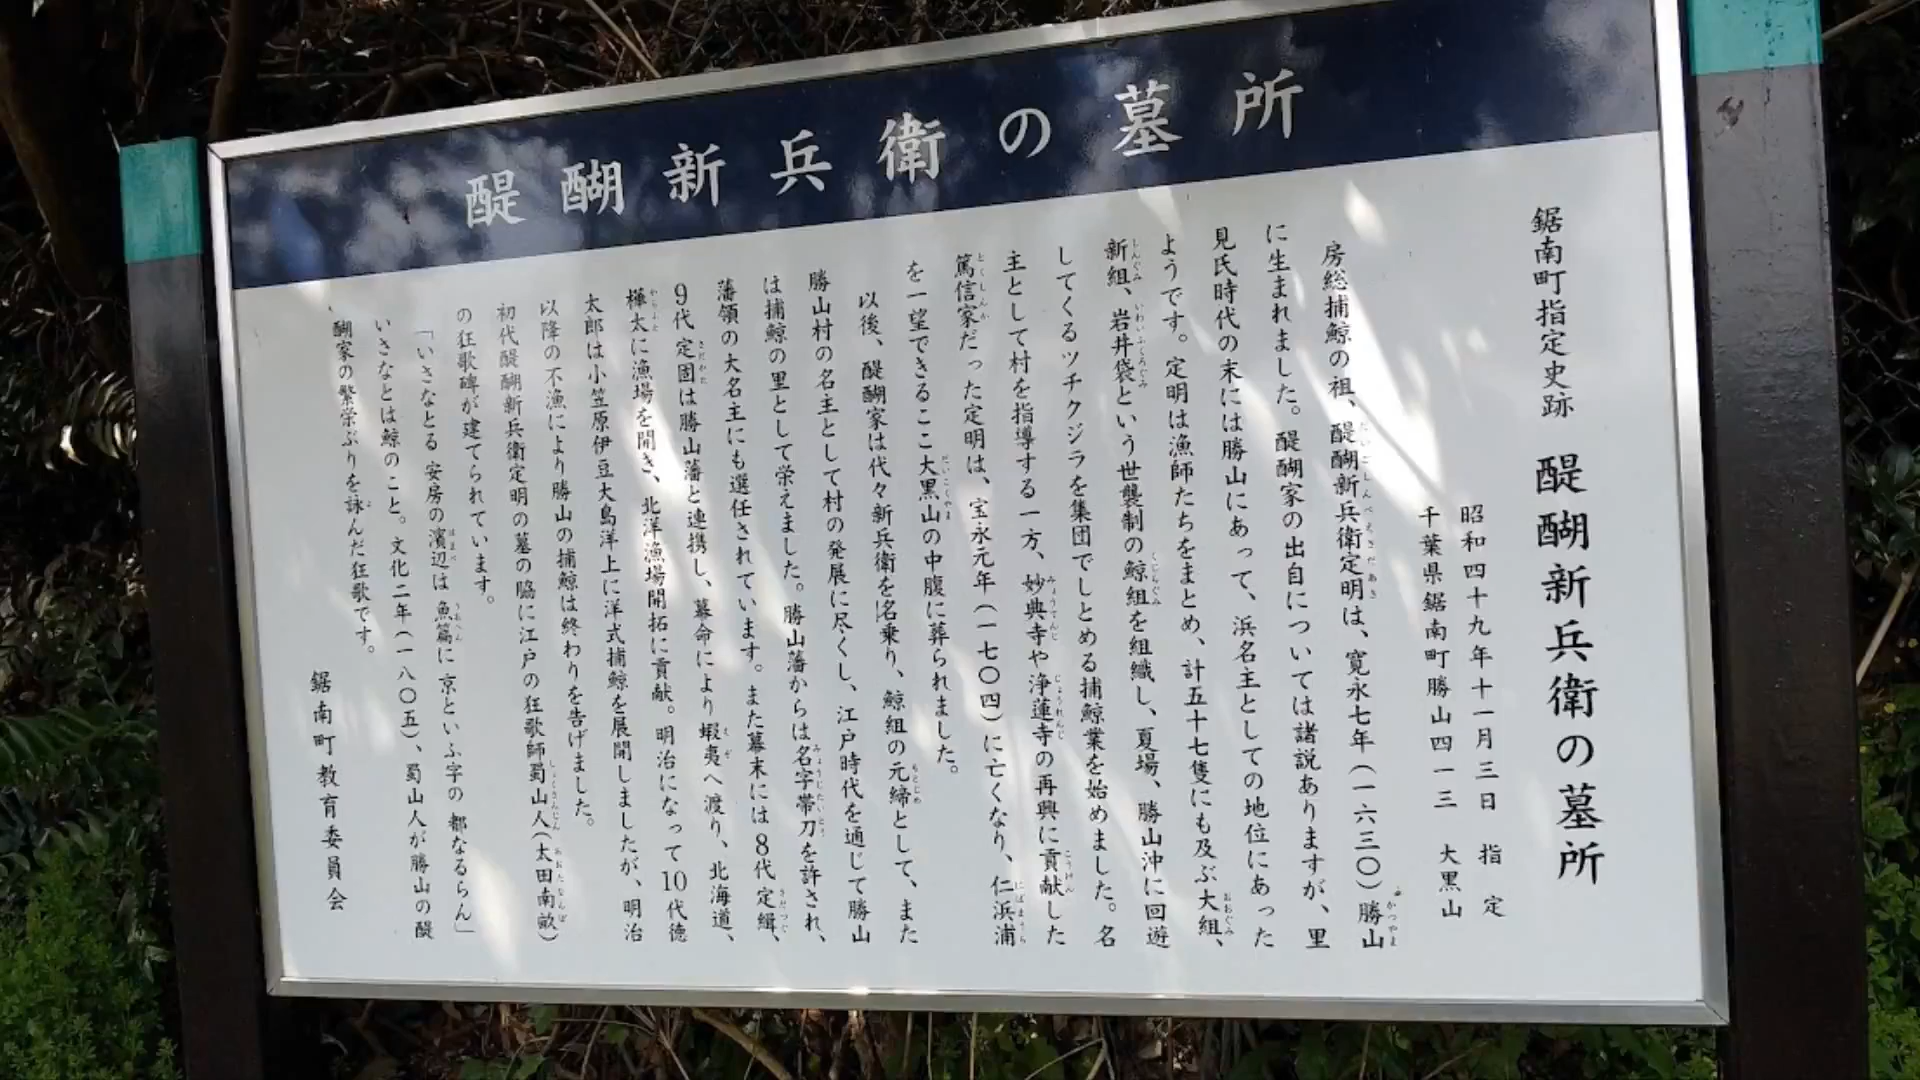 醍醐新兵衛の墓所
鋸南町指定史跡 醍醐新兵衛の墓所
昭和四十九年十一月三日 指定
千葉県鋸南町勝山四一三 大黒山
房総捕鯨の祖、醍醐新兵衛定明は、寛永七年(一六三〇)勝山
に生まれました。醍醐家の出自については諸説ありますが、里
見氏時代の末には勝山にあって、浜名主としての地位にあった
ようです。定明は漁師たちをまとめ、計五十七隻にも及ぶ大組、
新組、岩井袋という世襲制の鯨組を組織し、夏場、勝山沖に回遊
してくるツチクジラを集団でしとめる捕鯨業を始めました。名
主として村を指導する一方、妙典寺や浄蓮寺の再興に貢献した
篤信家だった定明は、宝永元年(一七〇四)に亡くなり、仁浜浦
を一望できるここ大黒山の中腹に葬られました。
以後、醍醐家は代々新兵衛を名乗り、鯨組の元締として、また
勝山村の名主として村の発展に尽くし、江戸時代を通じて勝山
は捕鯨の里として栄えました。勝山藩からは名字帯刀を許され、
藩領の大名主にも選任されています。また幕末には8代定緝、
9代定固は勝山藩と連携し、幕命により蝦夷へ渡り、北海道、
樺太に漁場を開き、北洋漁場開拓に貢献。明治になって10代徳
太郎は小笠原伊豆大島洋上に洋式捕鯨を展開しましたが、明治
以降の不漁により勝山の捕鯨は終わりを告げました。
初代醍醐新兵衛定明の墓の脇に江戸の狂歌師蜀山人(太田南畝)
の狂歌碑が建てられています。
「いさなとる 安房の濱辺は 魚篇に 京といふ字の 都なるらん」
いさなとは鯨のこと。文化二年(一八〇五)、蜀山人が勝山の醍
醐家の繁栄ぶりを詠んだ狂歌です。
鋸南町教育委員会